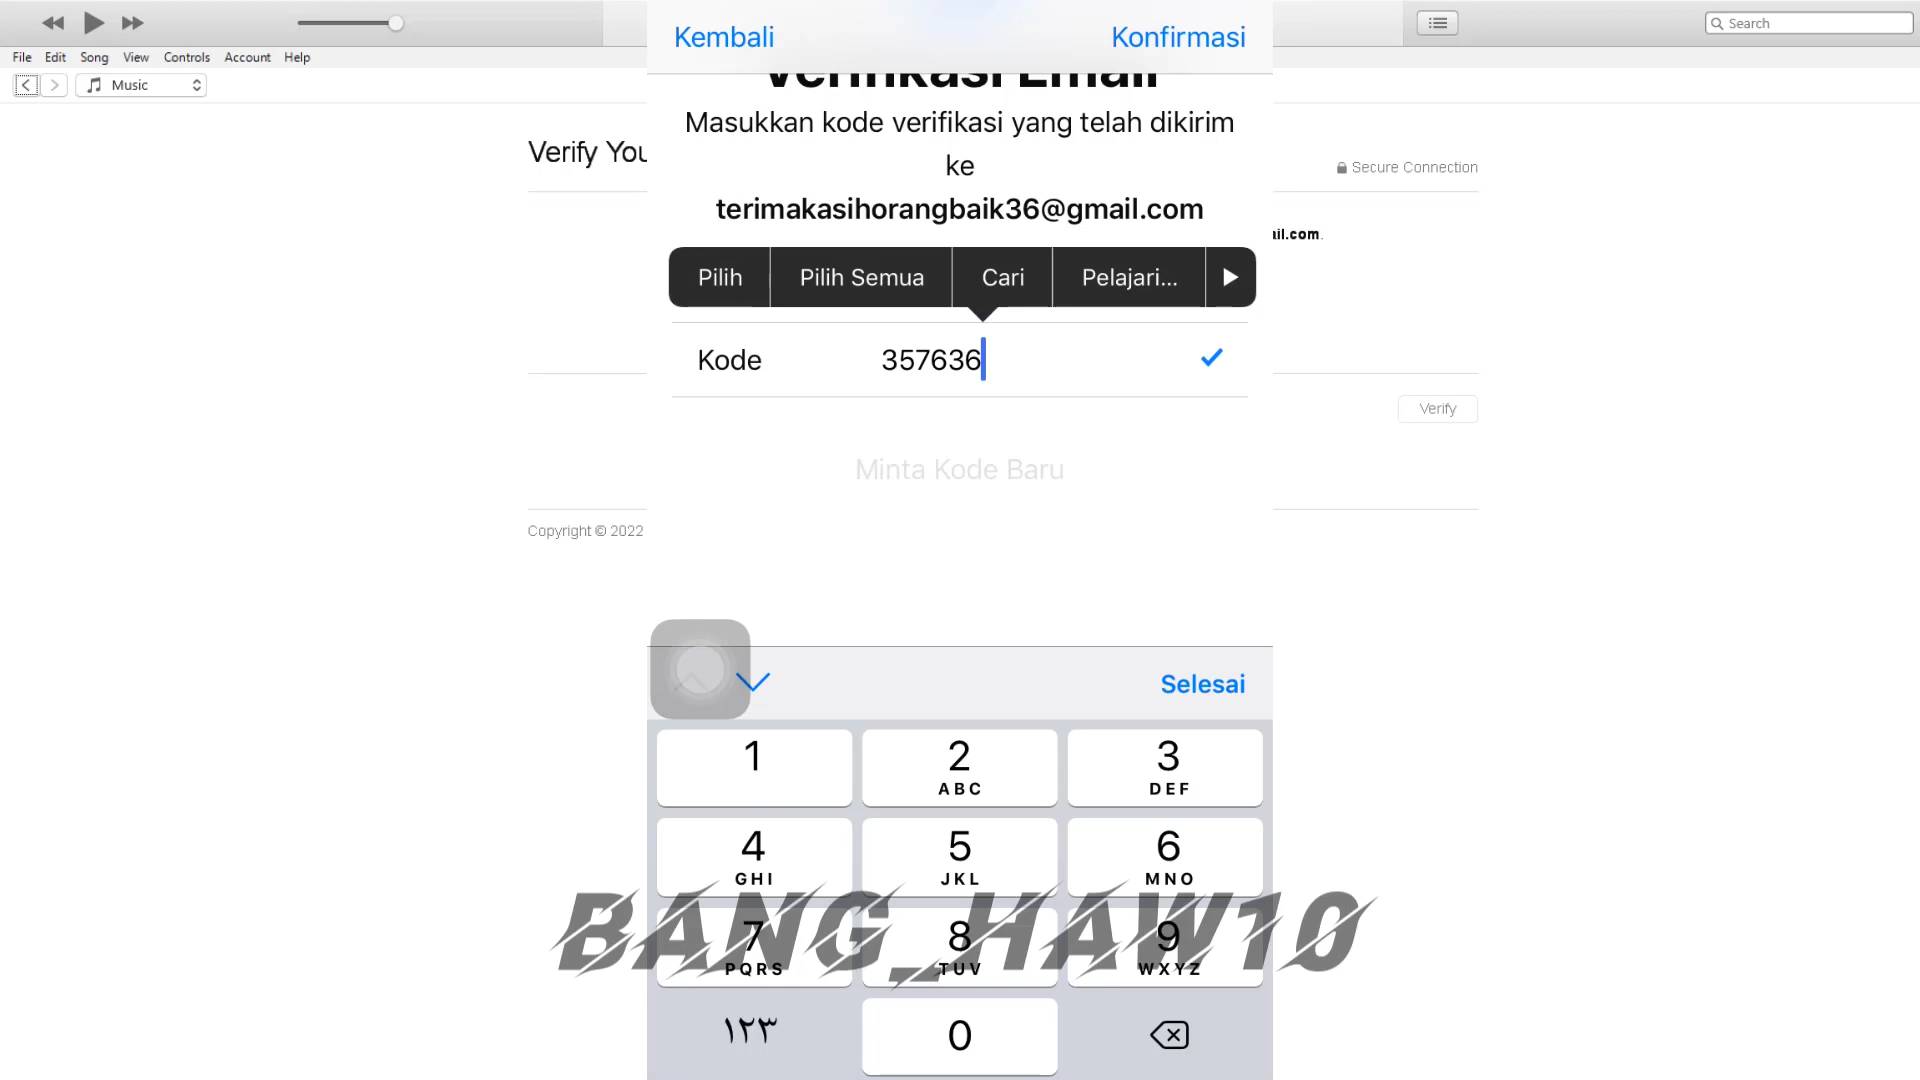 Search
File Edit Song View Controls Account Help
Music
Kembali
Konfirmasi
Verifikasi Email
Masukkan kode verifikasi yang telah dikirim
ke
terimakasihorangbaik36@gmail.com
Verify You
Secure Connection
ail.com.
Pilih
Pilih Semua
Cari
Pelajari...
Kode
357636
Verify
Minta Kode Baru
Copyright © 2022
Selesai
1
2
ABC
3
DEF
4
GHI
5
JKL
6
MNO
BANG_HAW10
7
PQRS
8
TUV
9
WXYZ
١٢٣
0